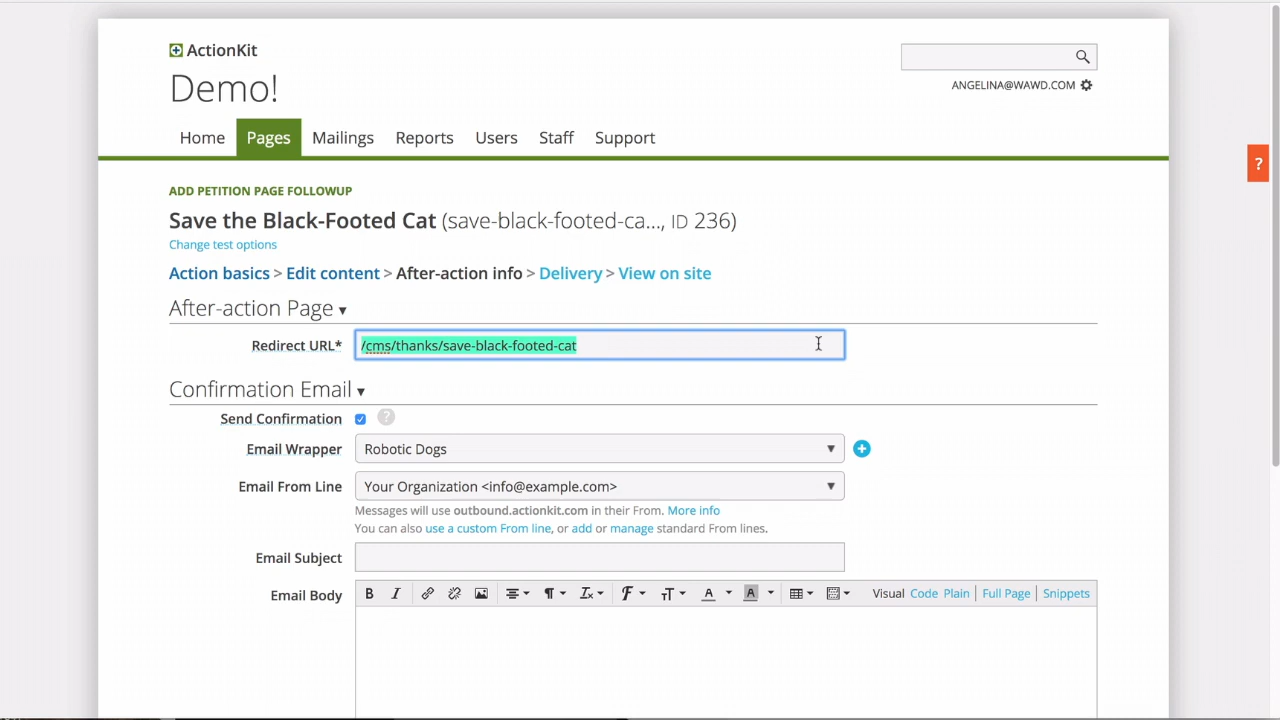 ActionKit
Demo!
ANGELINA@WAWD.COM
Home Pages Mailings Reports Users Staff Support
?
ADD PETITION PAGE FOLLOWUP
Save the Black-Footed Cat (save-black-footed-ca..., ID 236)
Change test options
Action basics > Edit content > After-action info > Delivery > View on site
After-action Page ▾
Redirect URL* /cms/thanks/save-black-footed-cat
Confirmation Email ▾
Send Confirmation ?
Email Wrapper Robotic Dogs
Email From Line Your Organization <info@example.com>
Messages will use outbound.actionkit.com in their From. More info
You can also use a custom From line, or add or manage standard From lines.
Email Subject
Email Body B I Visual Code Plain | Full Page | Snippets